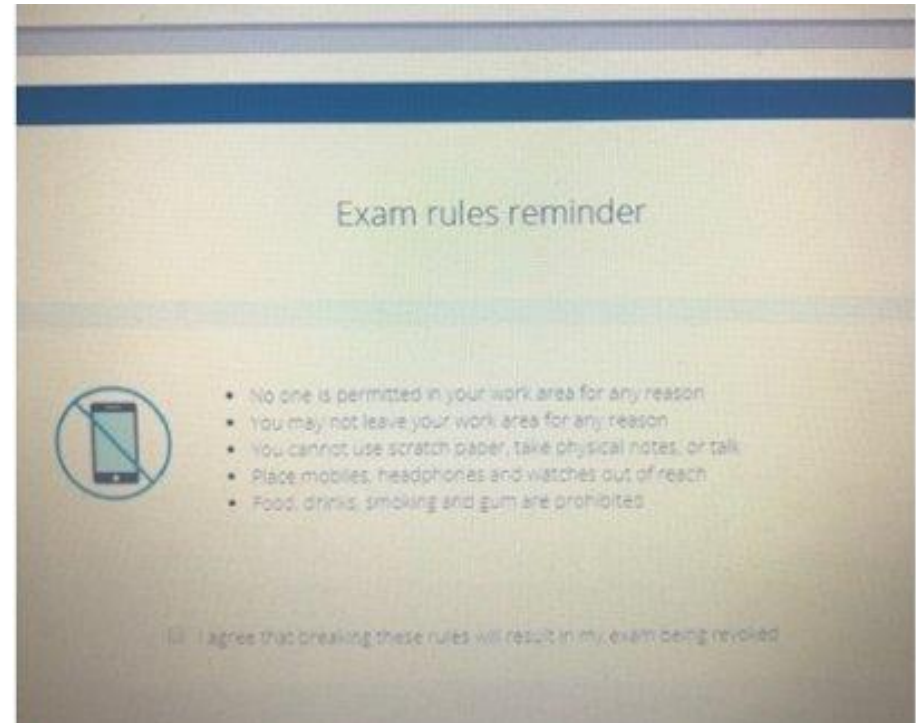 Exam rules reminder
• No one is permitted in your work area for any reason
• You may not leave your work area for any reason
• You cannot use scratch paper, take physical notes, or talk
• Place mobiles, headphones and watches out of reach
• Food, drinks, smoking and gum are prohibited
I agree that breaking these rules will result in my exam being revoked